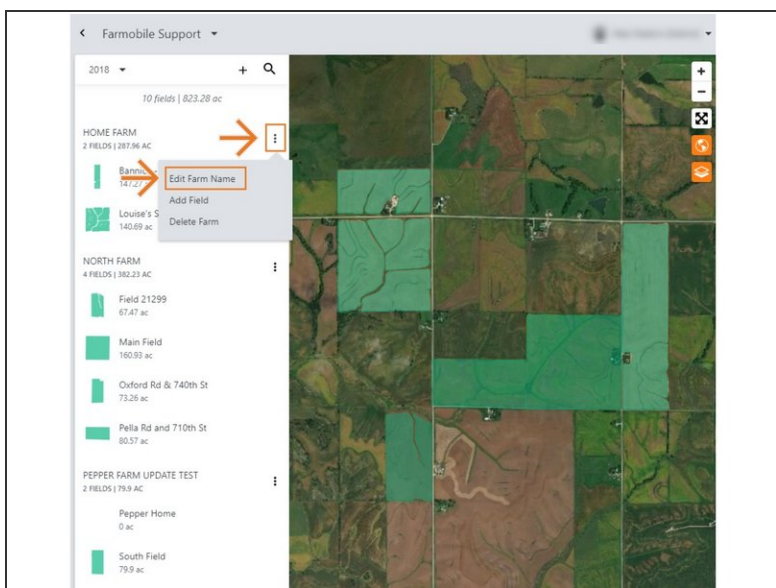 Farmobile Support
2018
+
10 fields | 823.28 ac
+
−
HOME FARM
2 FIELDS | 287.96 AC
147.27
Edit Farm Name
Add Field
Delete Farm
Louise's S
140.69 ac
NORTH FARM
4 FIELDS | 382.23 AC
Field 21299
67.47 ac
Main Field
160.93 ac
Oxford Rd & 740th St
73.26 ac
Pella Rd and 710th St
80.57 ac
PEPPER FARM UPDATE TEST
2 FIELDS | 79.9 AC
Pepper Home
0 ac
South Field
79.9 ac